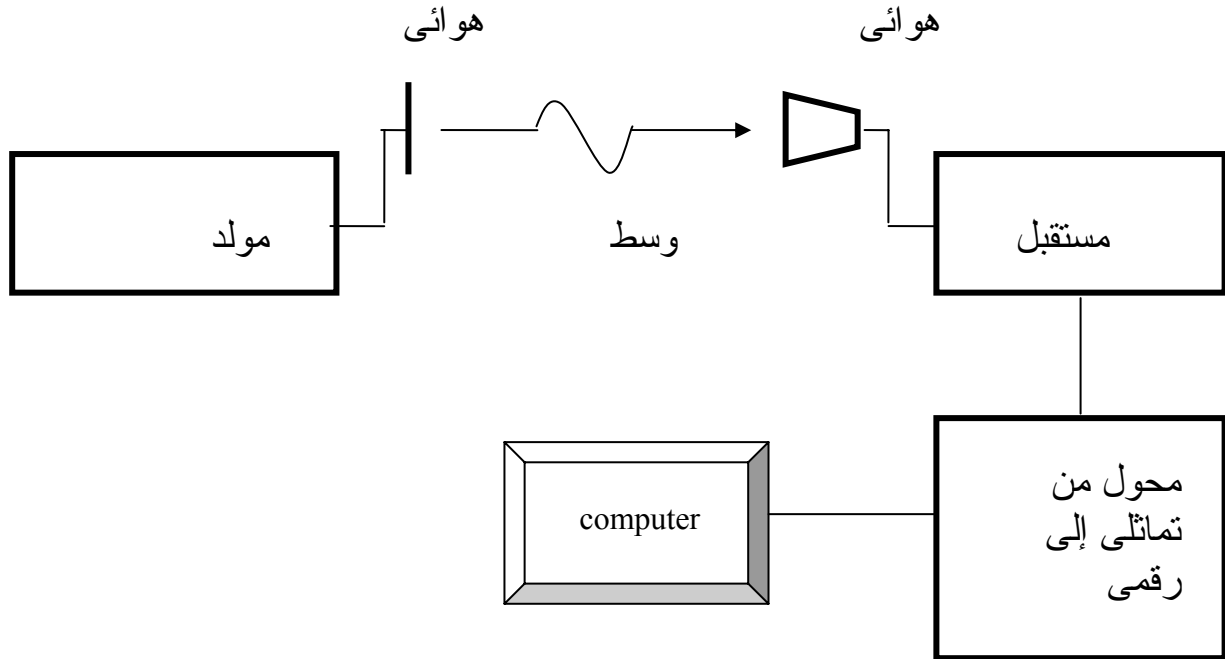 هوائى
هوائى
مولد
وسط
مستقبل
محول من
تماثلى إلى
رقمى
computer